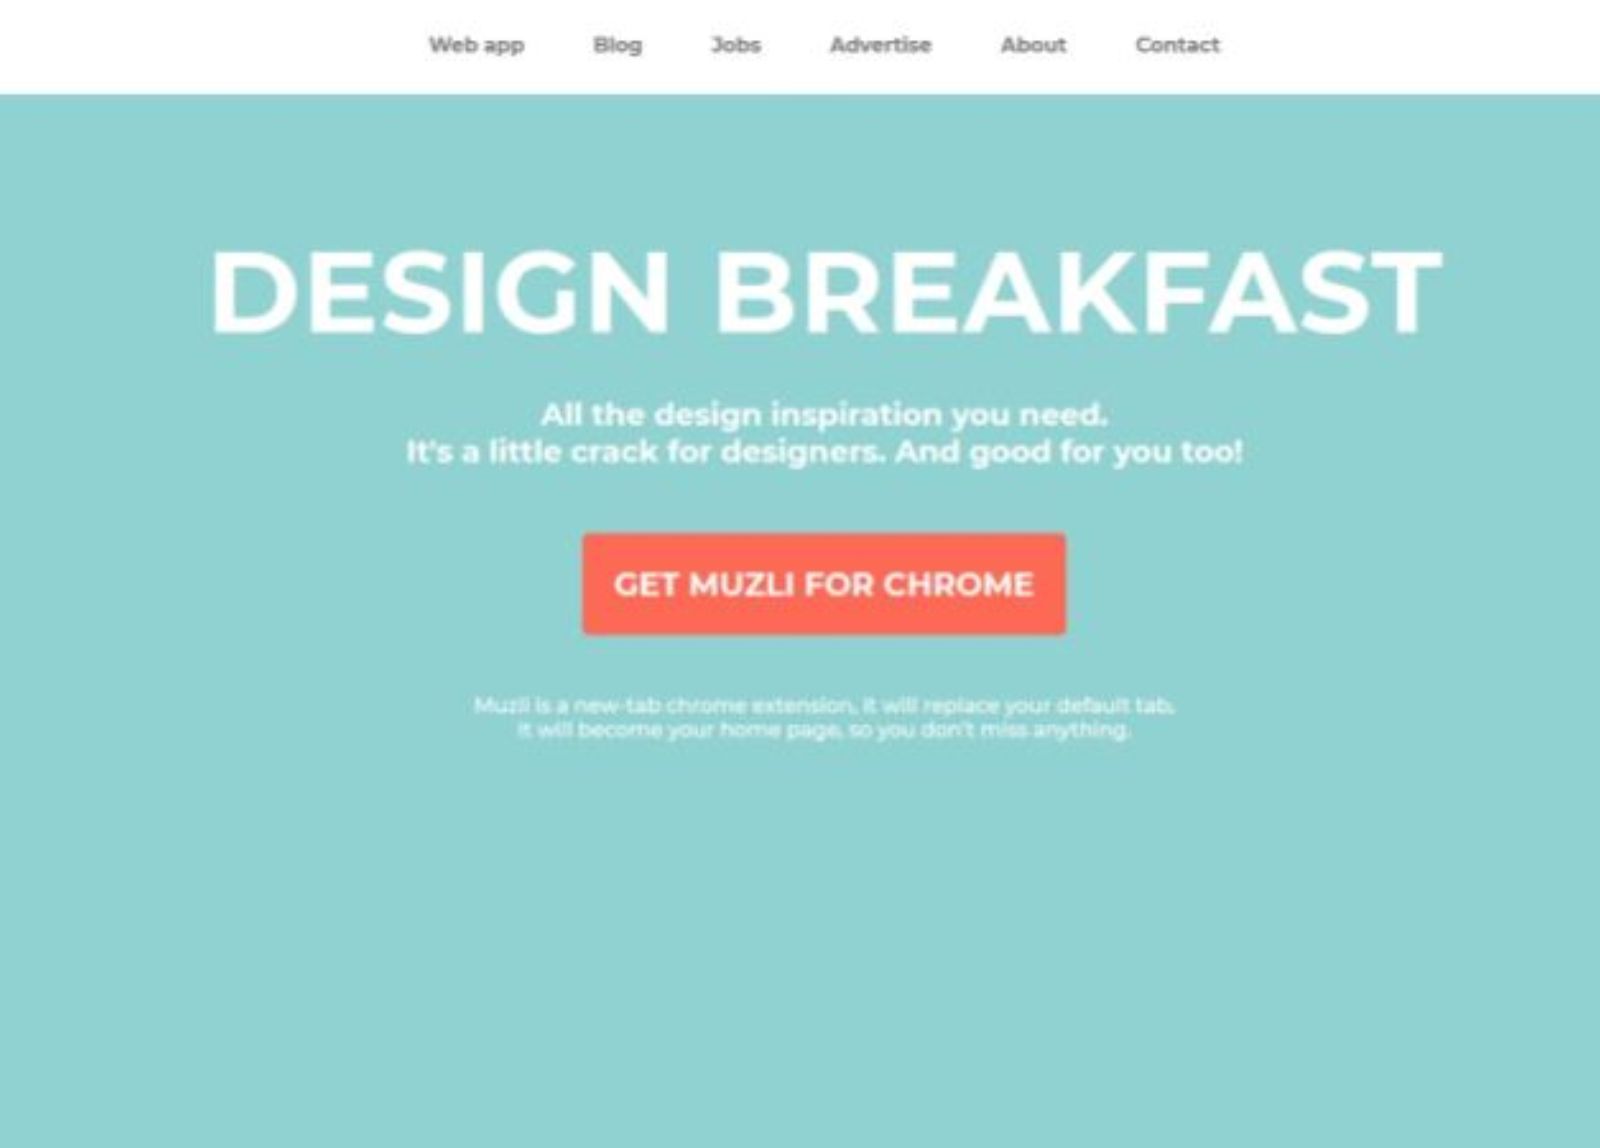 Web app Blog Jobs Advertise About Contact
DESIGN BREAKFAST
All the design inspiration you need.
It's a little crack for designers. And good for you too!
GET MUZLI FOR CHROME
Muzli is a new-tab chrome extension, it will replace your default tab,
it will become your home page, so you don't miss anything.